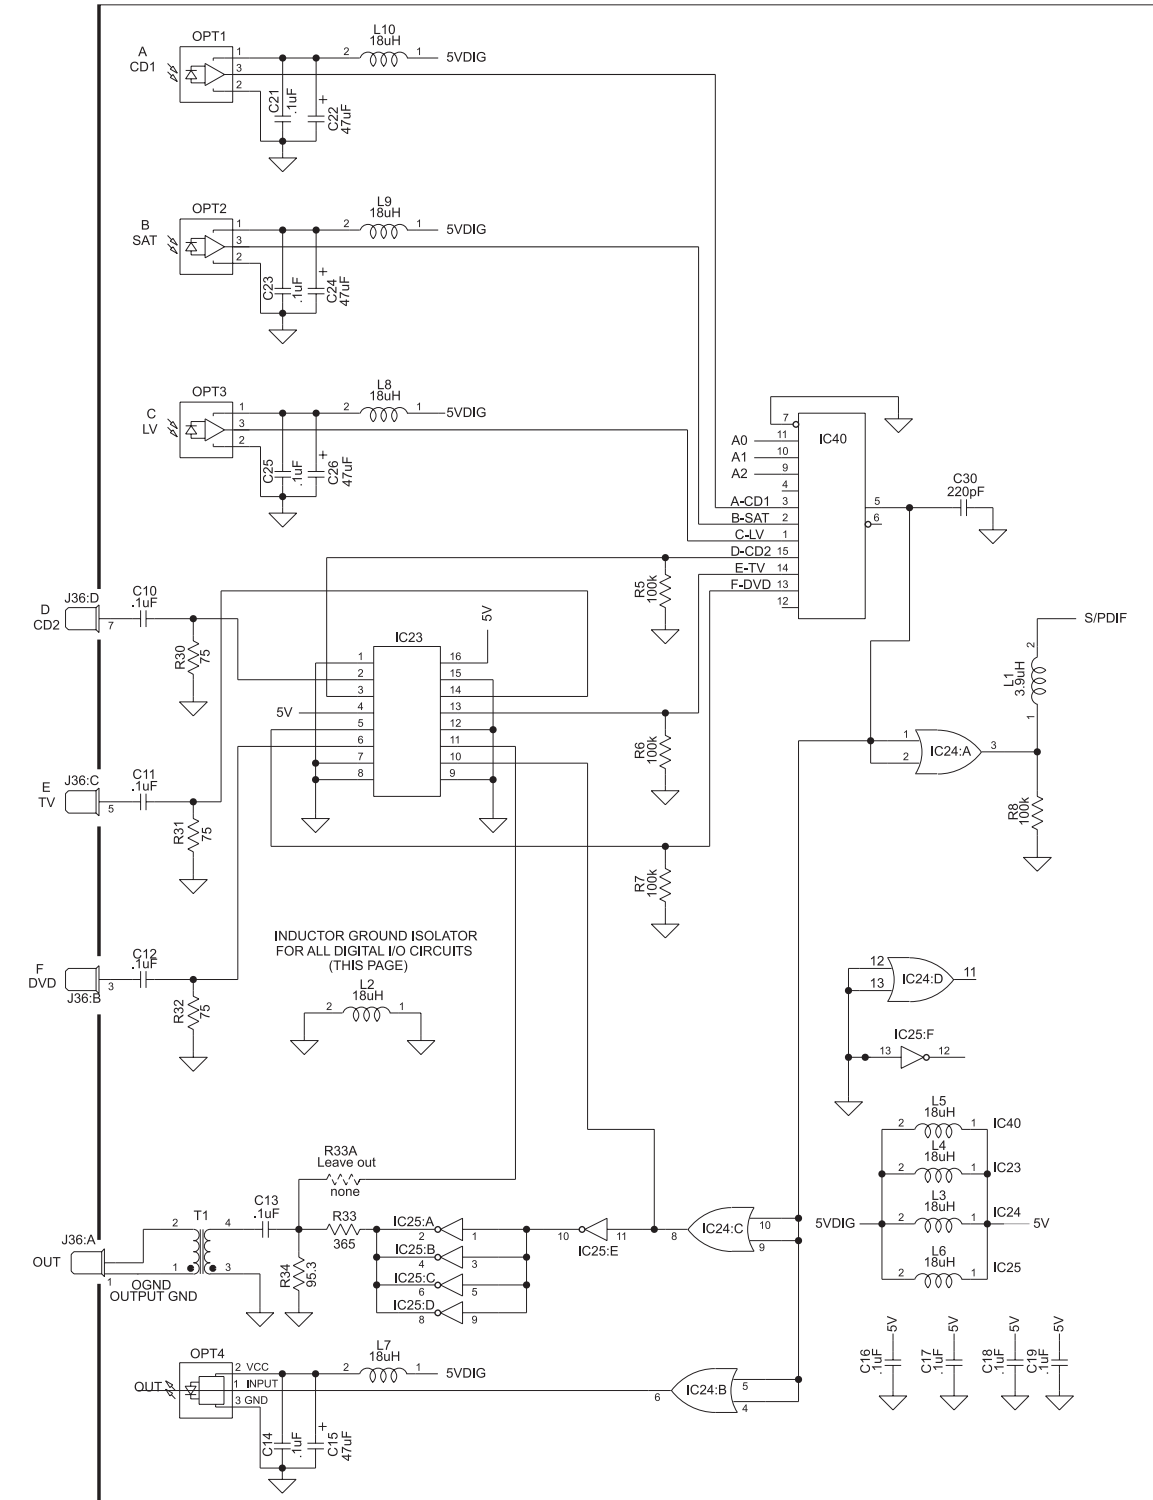 OPT1
A
CD1
1
3
2
L10
18uH
2
1
5VDIG
C21
.1uF
+
C22
47uF
OPT2
B
SAT
1
3
2
L9
18uH
2
1
5VDIG
C23
.1uF
+
C24
47uF
OPT3
C
LV
1
3
2
L8
18uH
2
1
5VDIG
C25
.1uF
+
C26
47uF
IC40
7
A0 11
A1 10
A2 9
4
A-CD1 3
B-SAT 2
C-LV 1
D-CD2 15
E-TV 14
F-DVD 13
12
5
6
C30
220pF
J36:D
D
CD2
7
C10
.1uF
R30
75
R5
100k
IC23
5V
1
2
3
4
5
6
7
8
16
15
14
13
12
11
10
9
5V
R6
100k
S/PDIF
2
L1
3.9uH
1
1
2
IC24:A
3
R8
100k
J36:C
E
TV
5
C11
.1uF
R31
75
R7
100k
INDUCTOR GROUND ISOLATOR
FOR ALL DIGITAL I/O CIRCUITS
(THIS PAGE)
L2
18uH
2
1
F
DVD
J36:B
3
C12
.1uF
R32
75
12
13
IC24:D
11
IC25:F
13
12
L5
18uH
2
1
IC40
L4
18uH
2
1
IC23
L3
18uH
2
1
IC24
5VDIG
5V
L6
18uH
2
1
IC25
R33A
Leave out
none
C13
.1uF
T1
2
4
1
3
J36:A
OUT
1
OGND
OUTPUT GND
R33
365
R34
95.3
IC25:A
2
1
IC25:B
4
3
IC25:C
6
5
IC25:D
8
9
10
11
IC25:E
8
IC24:C
10
9
OPT4
OUT
2 VCC
1 INPUT
3 GND
L7
18uH
2
1
5VDIG
C14
.1uF
+
C15
47uF
6
IC24:B
5
4
5V
C16
.1uF
5V
C17
.1uF
5V
C18
.1uF
5V
C19
.1uF